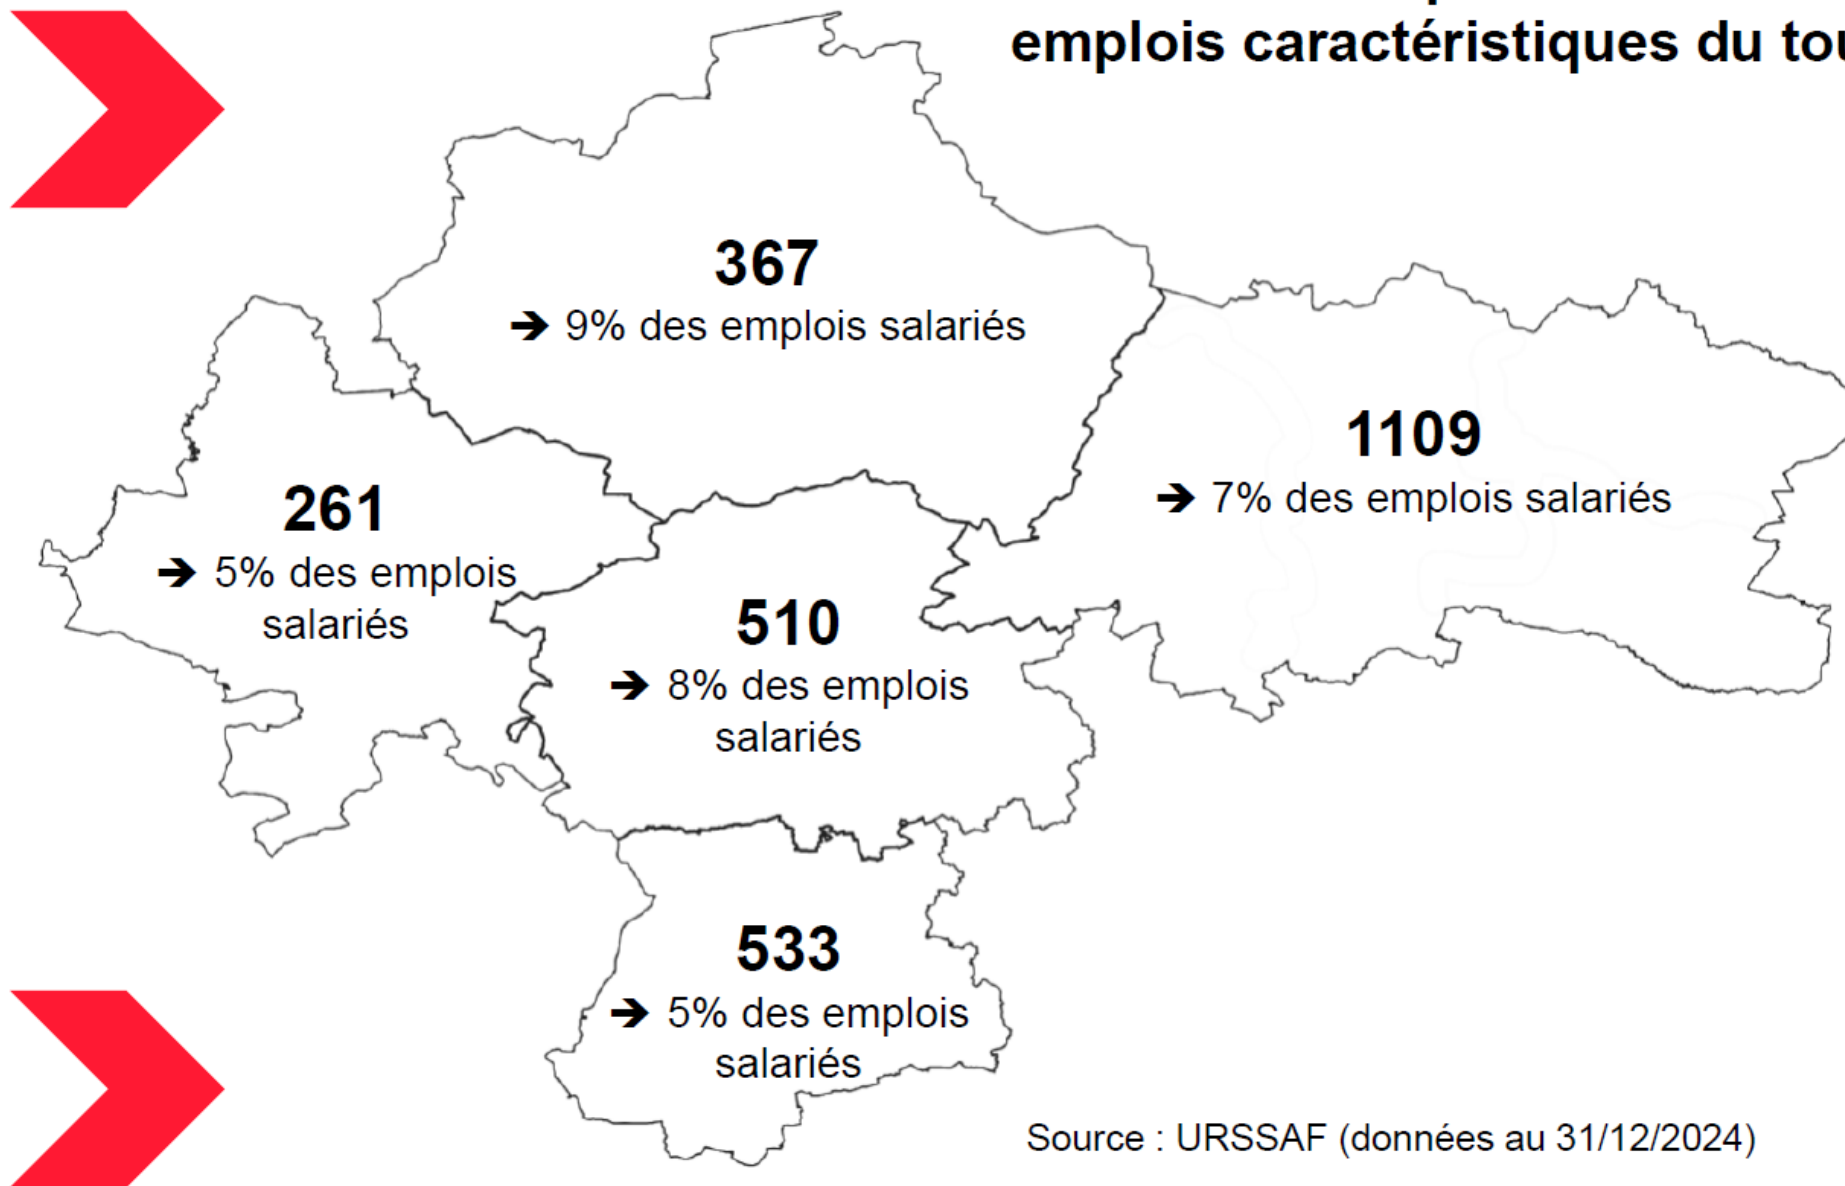 emplois caractéristiques du
367
➔ 9% des emplois salariés
1109
➔ 7% des emplois salariés
261
➔ 5% des emplois
salariés
510
➔ 8% des emplois
salariés
533
➔ 5% des emplois
salariés
Source : URSSAF (données au 31/12/2024)